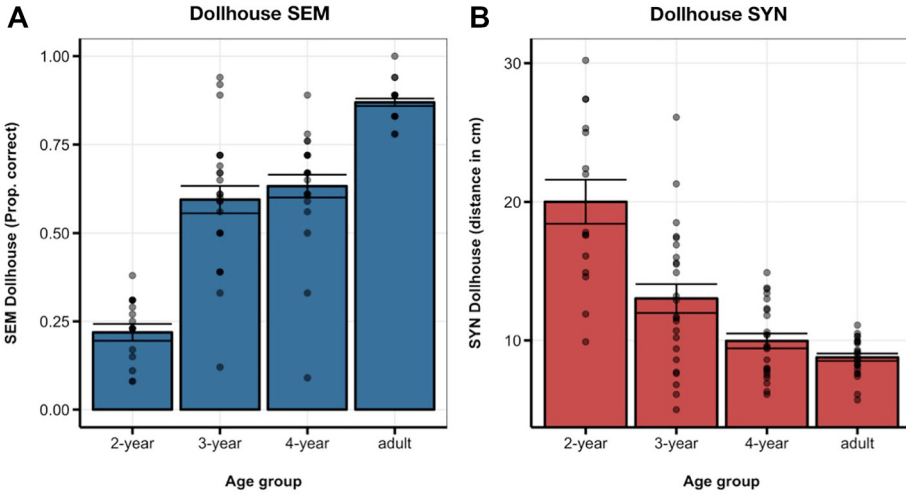 A
Dollhouse SEM
SEM Dollhouse (Prop. correct)
1.00
0.75
0.50
0.25
0.00
2-year 3-year 4-year adult
Age group
B
Dollhouse SYN
SYN Dollhouse (distance in cm)
30
20
10
2-year 3-year 4-year adult
Age group